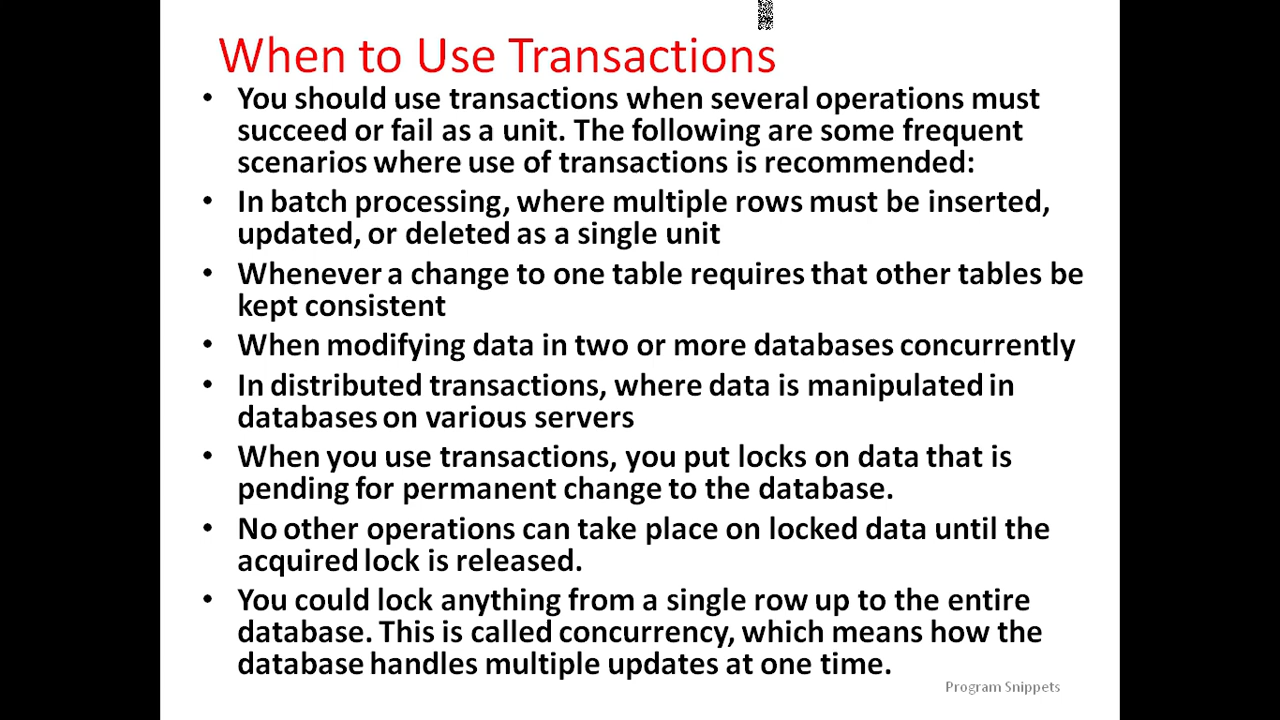 When to Use Transactions
• You should use transactions when several operations must
succeed or fail as a unit. The following are some frequent
scenarios where use of transactions is recommended:
• In batch processing, where multiple rows must be inserted,
updated, or deleted as a single unit
• Whenever a change to one table requires that other tables be
kept consistent
• When modifying data in two or more databases concurrently
• In distributed transactions, where data is manipulated in
databases on various servers
• When you use transactions, you put locks on data that is
pending for permanent change to the database.
• No other operations can take place on locked data until the
acquired lock is released.
• You could lock anything from a single row up to the entire
database. This is called concurrency, which means how the
database handles multiple updates at one time.
Program Snippets